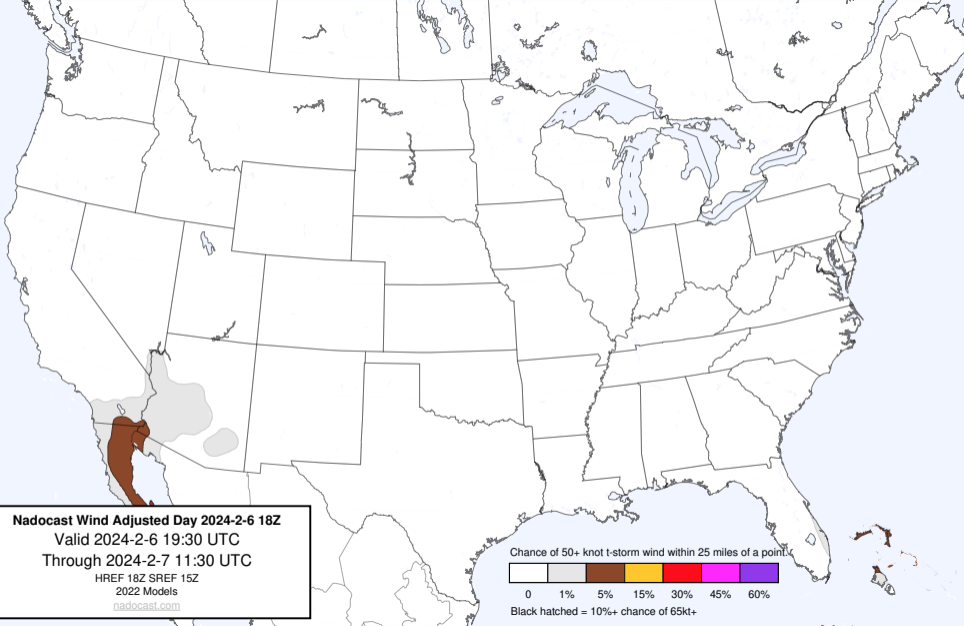 Nadocast Wind Adjusted Day 2024-2-6 18Z
Valid 2024-2-6 19:30 UTC
Through 2024-2-7 11:30 UTC
HREF 18Z SREF 15Z
2022 Models
nadocast.com
Chance of 50+ knot t-storm wind within 25 miles of a point.
0 1% 5% 15% 30% 45% 60%
Black hatched = 10%+ chance of 65kt+